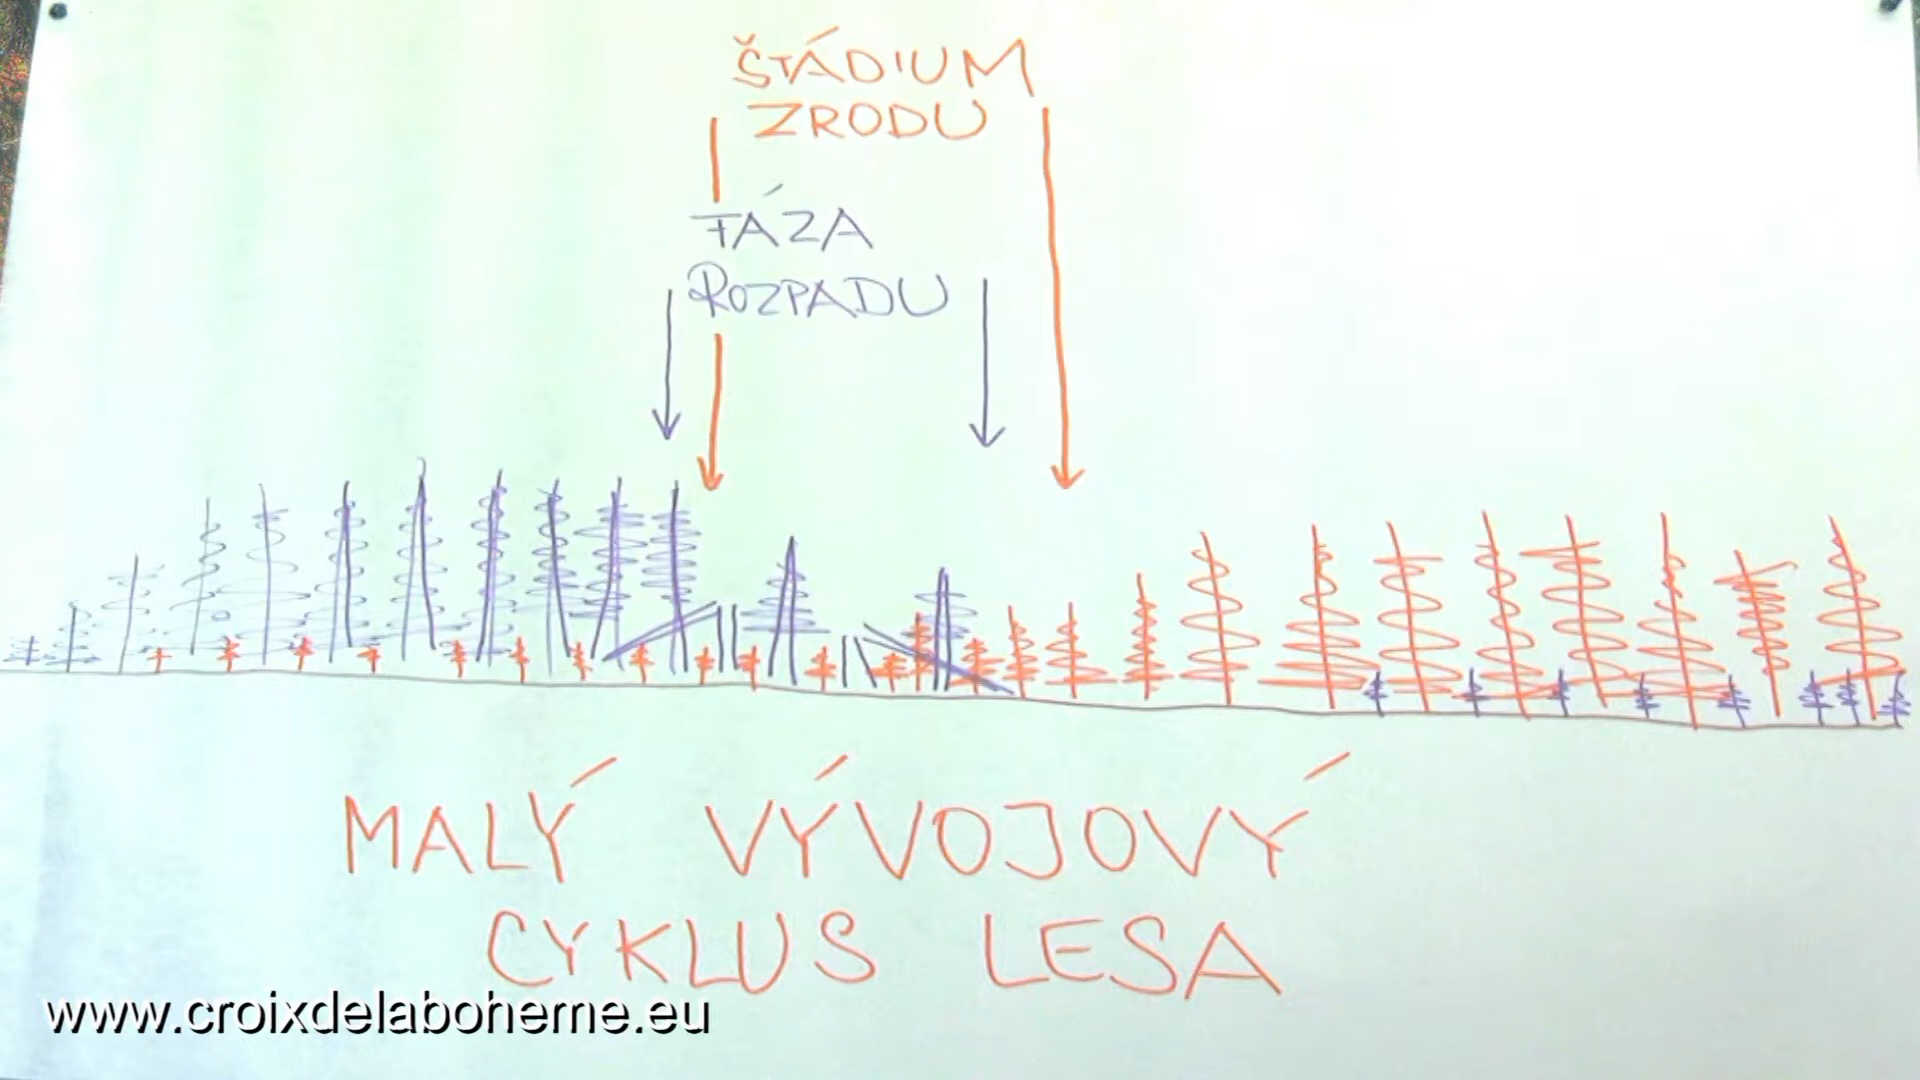 ŠTÁDIUM
ZRODU
FÁZA
ROZPADU
MALÝ VÝVOJOVÝ
CYKLUS LESA
www.croixdelaboheme.eu